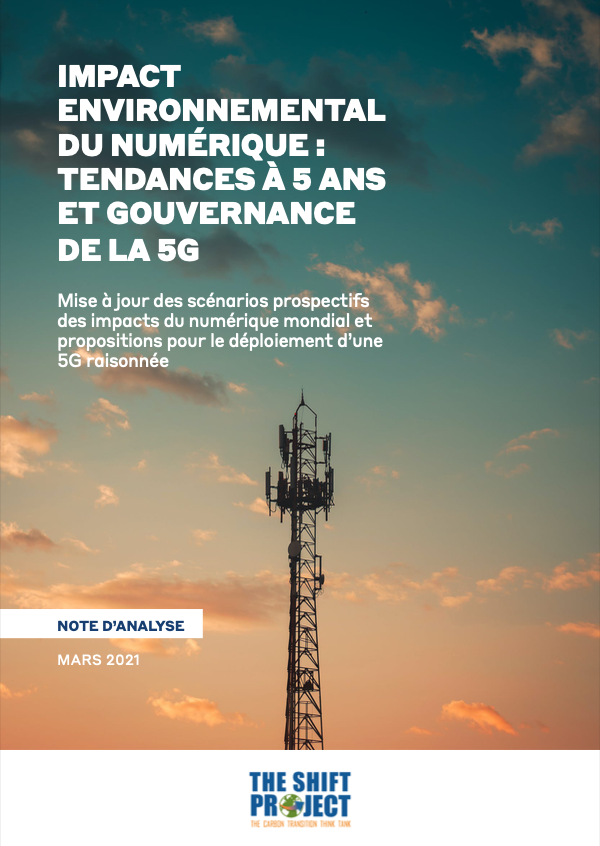 IMPACT
ENVIRONNEMENTAL
DU NUMÉRIQUE :
TENDANCES À 5 ANS
ET GOUVERNANCE
DE LA 5G
Mise à jour des scénarios prospectifs
des impacts du numérique mondial et
propositions pour le déploiement d'une
5G raisonnée
NOTE D'ANALYSE
MARS 2021
THE SHIFT
PROJECT
THE CARBON TRANSITION THINK TANK